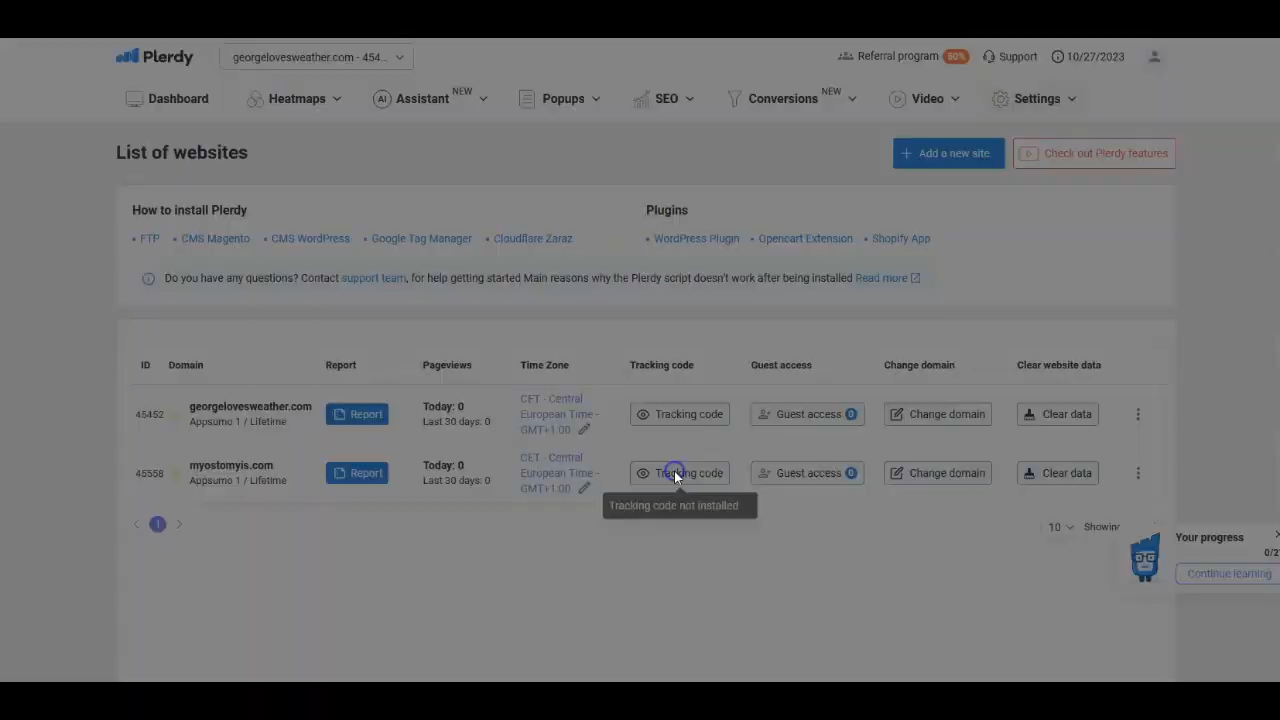 Plerdy georgelovesweather.com - 454... Referral program 50% Support 10/27/2023
Dashboard Heatmaps AI Assistant NEW Popups SEO Conversions NEW Video Settings
List of websites + Add a new site Check out Plerdy features
How to install Plerdy Plugins
• FTP • CMS Magento • CMS WordPress • Google Tag Manager • Cloudflare Zaraz • WordPress Plugin • Opencart Extension • Shopify App
Do you have any questions? Contact support team, for help getting started Main reasons why the Plerdy script doesn't work after being installed Read more
ID Domain Report Pageviews Time Zone Tracking code Guest access Change domain Clear website data
45452 georgelovesweather.com Report Today: 0 CET - Central Tracking code Guest access 0 Change domain Clear data
Appsumo 1 / Lifetime Last 30 days: 0 European Time -
GMT+1:00
45558 myostomyis.com Report Today: 0 CET - Central Tracking code Guest access 0 Change domain Clear data
Appsumo 1 / Lifetime Last 30 days: 0 European Time -
GMT+1:00
Tracking code not installed
1 10 Showing
Your progress
0/2
Continue learning